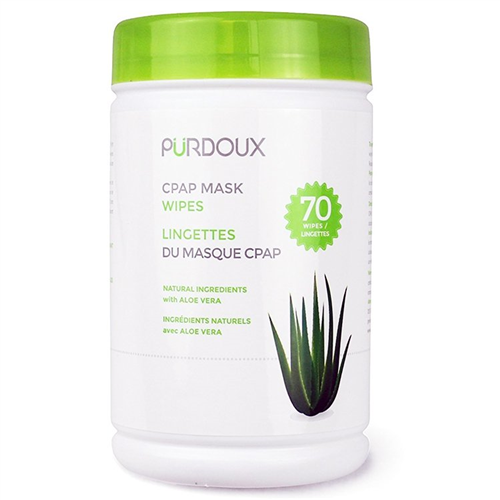 PÜRDOUX
CPAP MASK
WIPES
LINGETTES
DU MASQUE CPAP
70
WIPES /
LINGETTES
NATURAL INGREDIENTS
with ALOE VERA
INGRÉDIENTS NATURELS
avec ALOE VERA